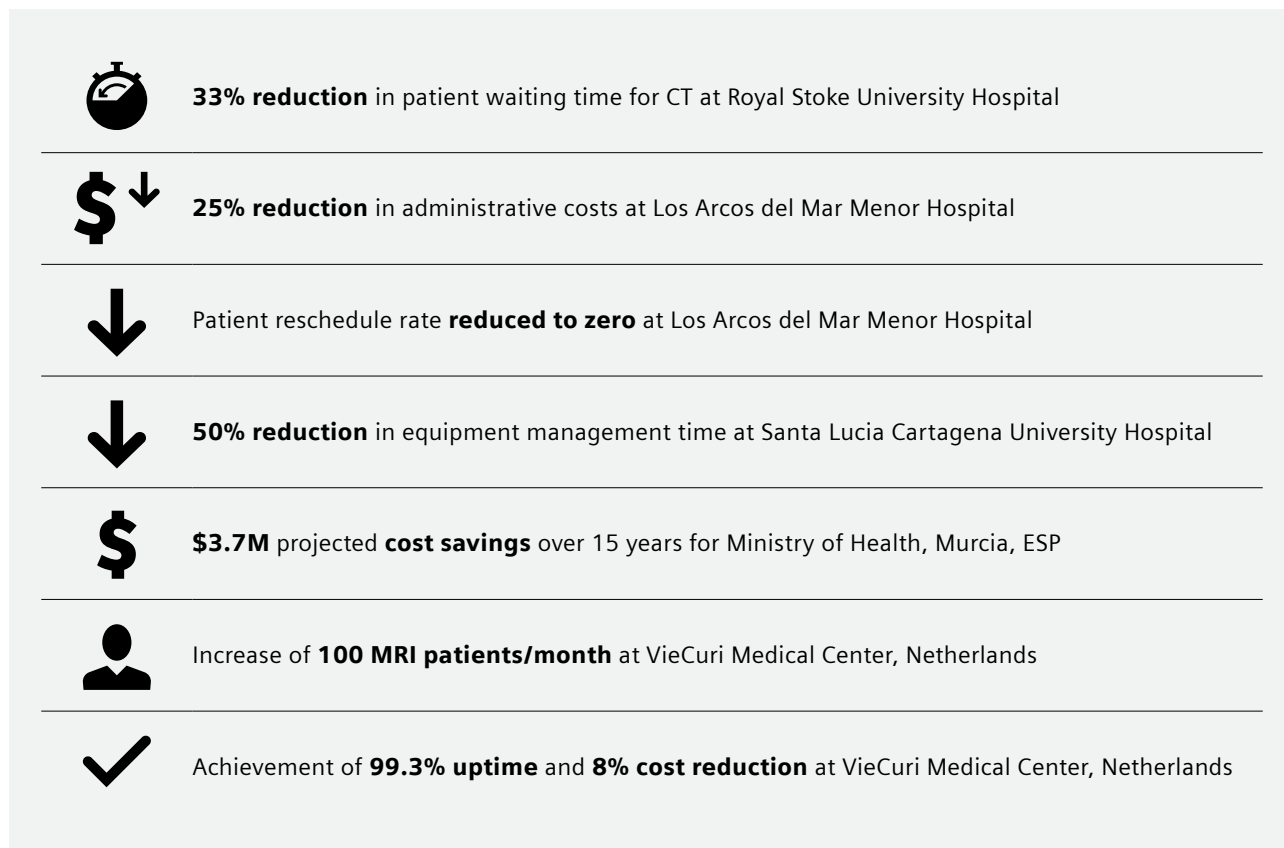 33% reduction in patient waiting time for CT at Royal Stoke University Hospital
25% reduction in administrative costs at Los Arcos del Mar Menor Hospital
Patient reschedule rate reduced to zero at Los Arcos del Mar Menor Hospital
50% reduction in equipment management time at Santa Lucia Cartagena University Hospital
$3.7M projected cost savings over 15 years for Ministry of Health, Murcia, ESP
Increase of 100 MRI patients/month at VieCuri Medical Center, Netherlands
Achievement of 99.3% uptime and 8% cost reduction at VieCuri Medical Center, Netherlands